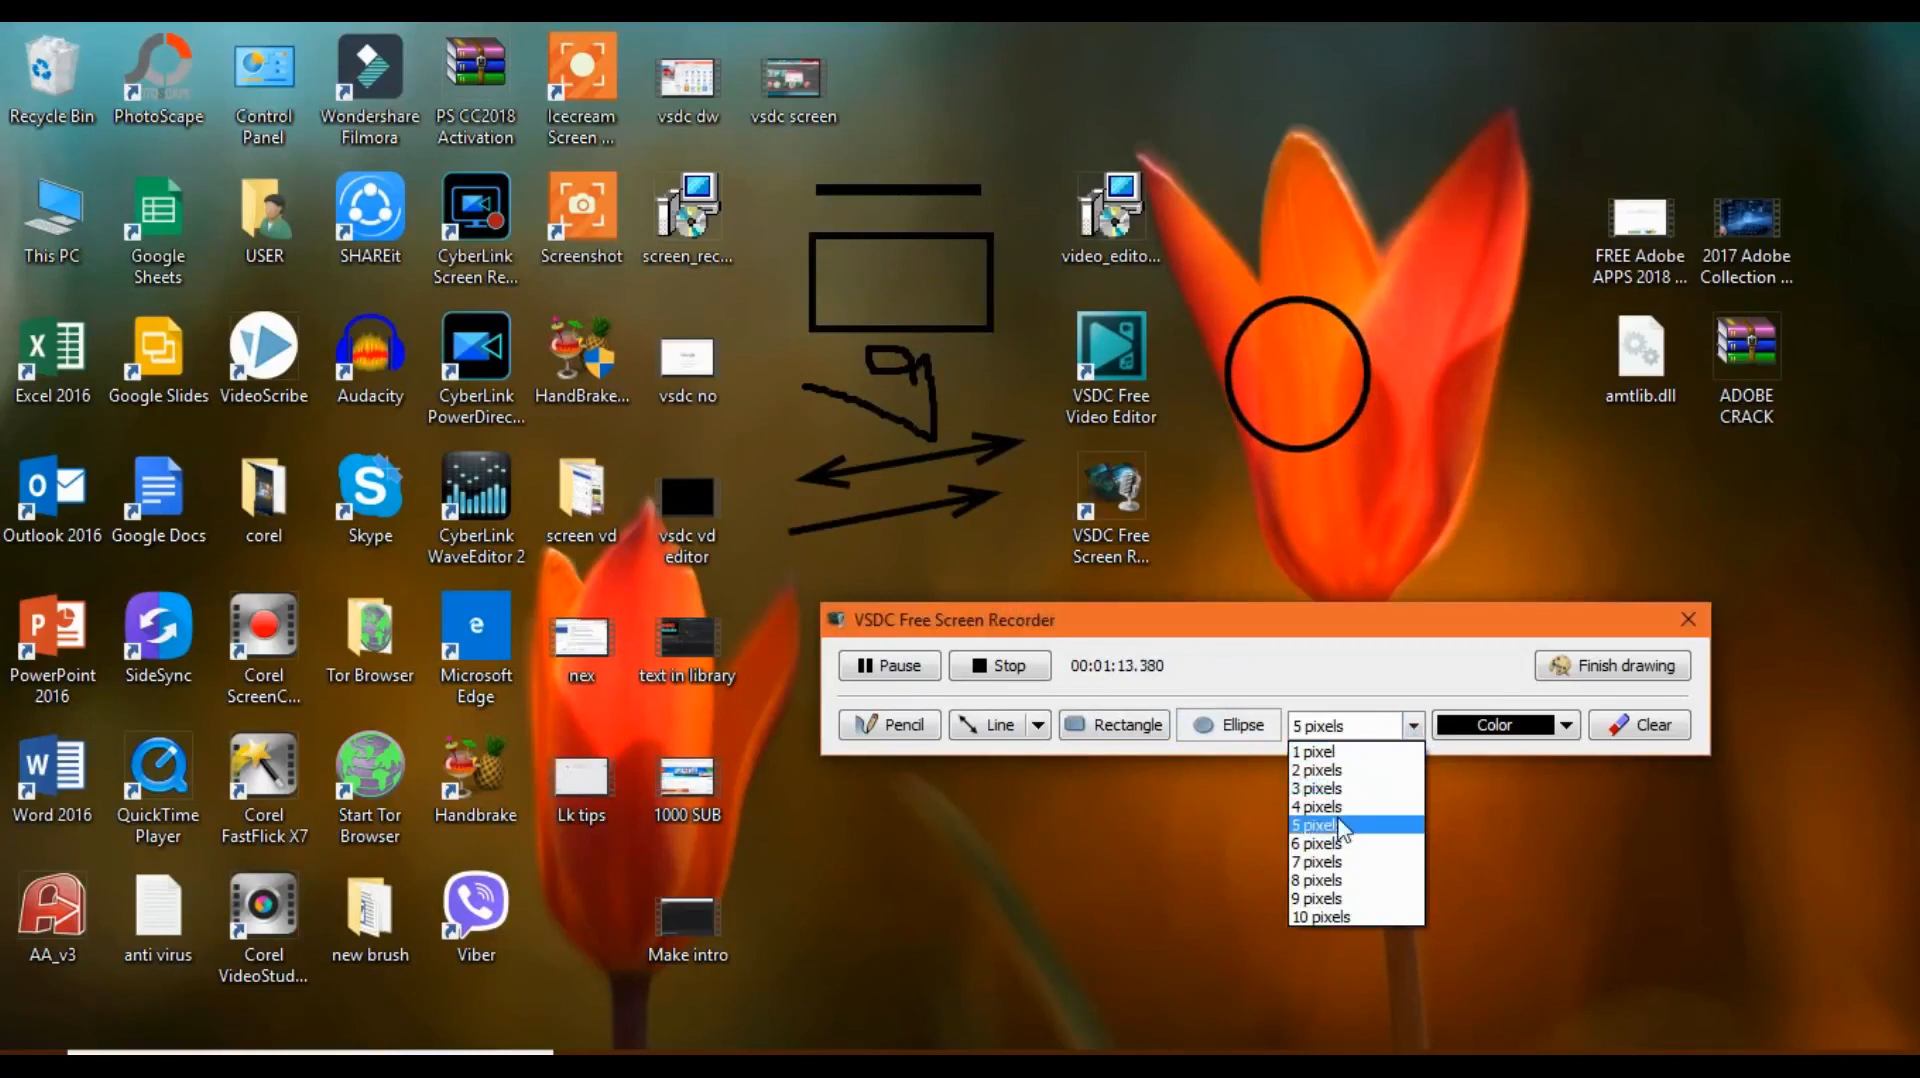 Recycle Bin
PhotoScape
Control
Panel
Wondershare
Filmora
PS CC2018
Activation
Icecream
Screen ...
vsdc dw
vsdc screen
This PC
Google
Sheets
USER
SHAREit
CyberLink
Screen Re...
Screenshot
screen_rec...
video_edito...
FREE Adobe
APPS 2018 ...
2017 Adobe
Collection ...
Excel 2016
Google Slides
VideoScribe
Audacity
CyberLink
PowerDirec...
HandBrake...
vsdc no
VSDC Free
Video Editor
amtlib.dll
ADOBE
CRACK
Outlook 2016
Google Docs
corel
Skype
CyberLink
WaveEditor 2
screen vd
vsdc vd
editor
VSDC Free
Screen R...
PowerPoint
2016
SideSync
Corel
ScreenC...
Tor Browser
Microsoft
Edge
nex
text in library
VSDC Free Screen Recorder
Pause
Stop
00:01:13.380
Finish drawing
Pencil
Line
Rectangle
Ellipse
5 pixels
Color
Clear
1 pixel
2 pixels
3 pixels
4 pixels
5 pixels
6 pixels
7 pixels
8 pixels
9 pixels
10 pixels
Word 2016
QuickTime
Player
Corel
FastFlick X7
Start Tor
Browser
Handbrake
Lk tips
1000 SUB
AA_v3
anti virus
Corel
VideoStud...
new brush
Viber
Make intro